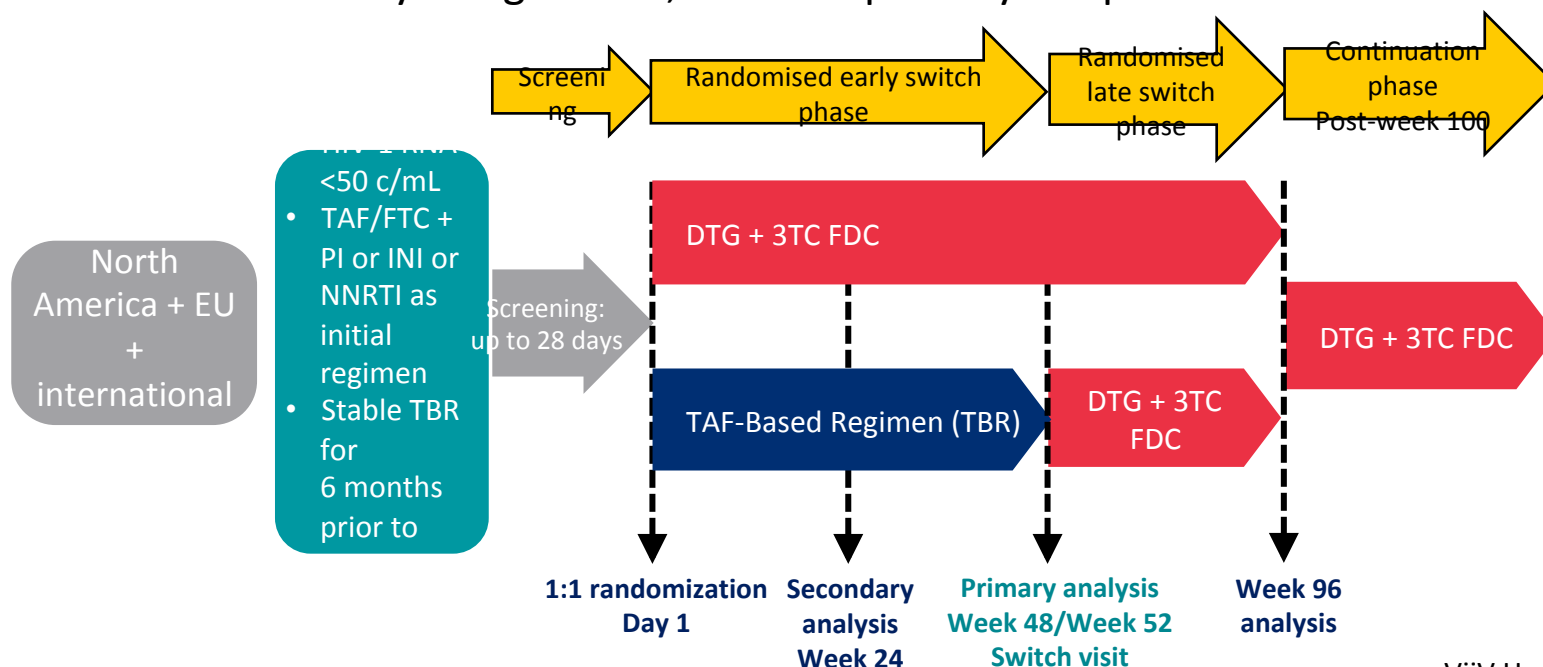 Screeni
ng
Randomised early switch
phase
Randomised
late switch
phase
Continuation
phase
Post-week 100
North
America + EU
+
international
<50 c/mL
• TAF/FTC +
PI or INI or
NNRTI as
initial
regimen
• Stable TBR
for
6 months
prior to
Screening:
up to 28 days
DTG + 3TC FDC
TAF-Based Regimen (TBR)
DTG + 3TC
FDC
DTG + 3TC FDC
1:1 randomization
Day 1
Secondary
analysis
Week 24
Primary analysis
Week 48/Week 52
Switch visit
Week 96
analysis